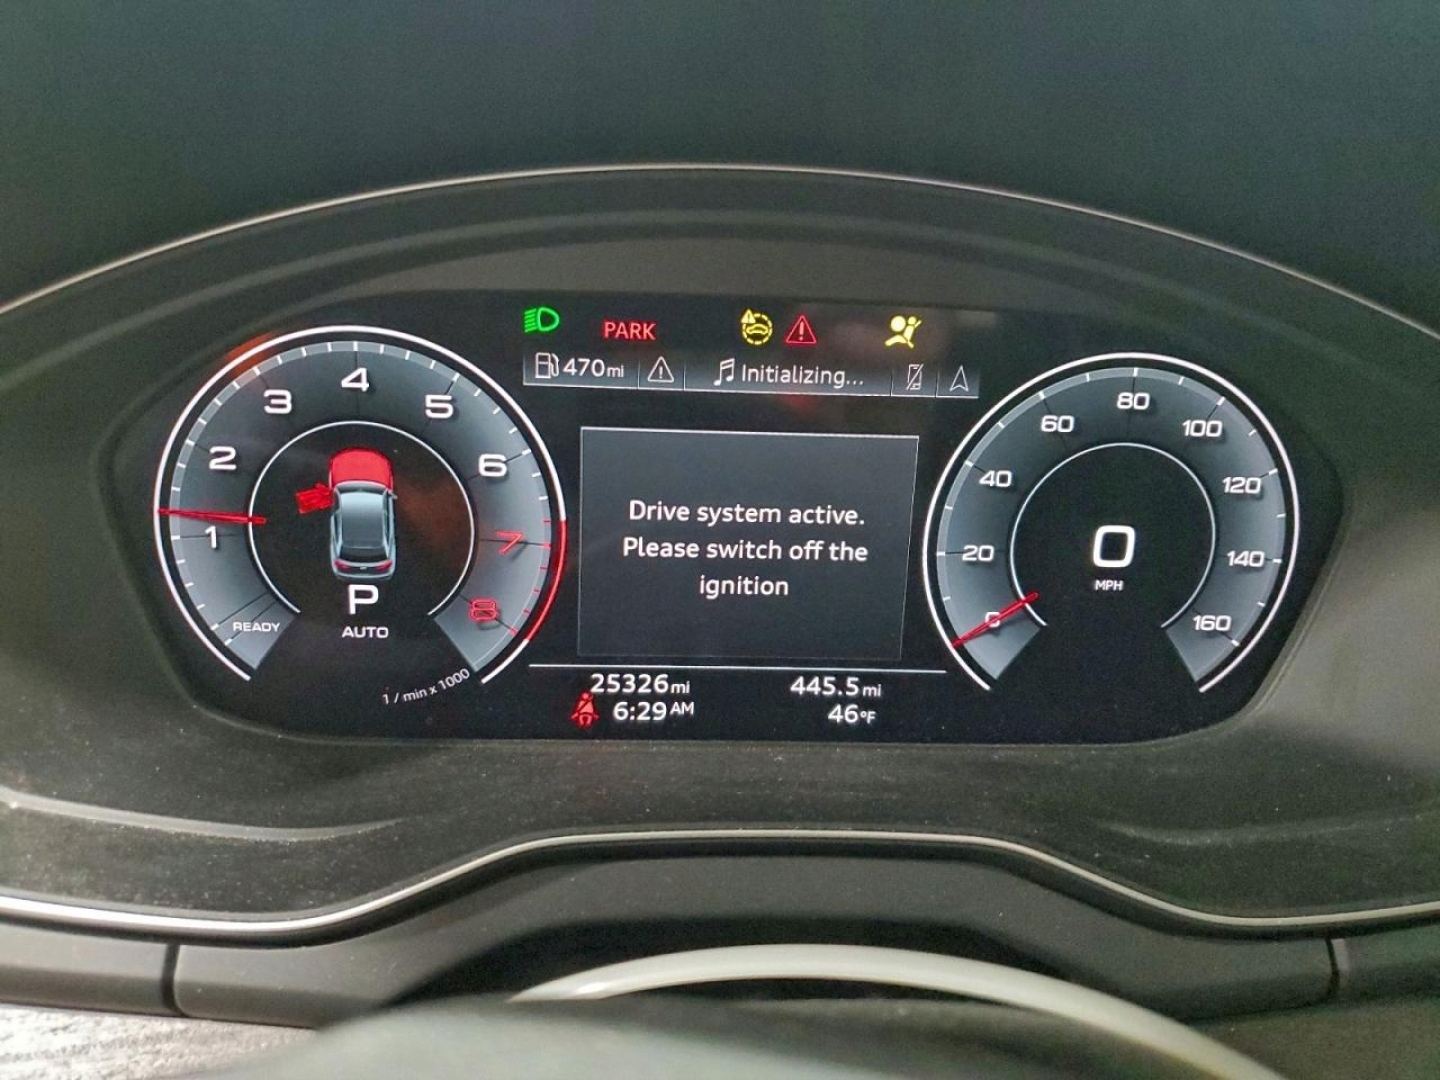 PARK
470mi
Initializing...
1
2
3
4
5
6
7
8
READY
P
AUTO
1 / min x 1000
Drive system active.
Please switch off the
ignition
0
20
40
60
80
100
120
140
160
0
MPH
25326mi
445.5mi
6:29AM
46°F